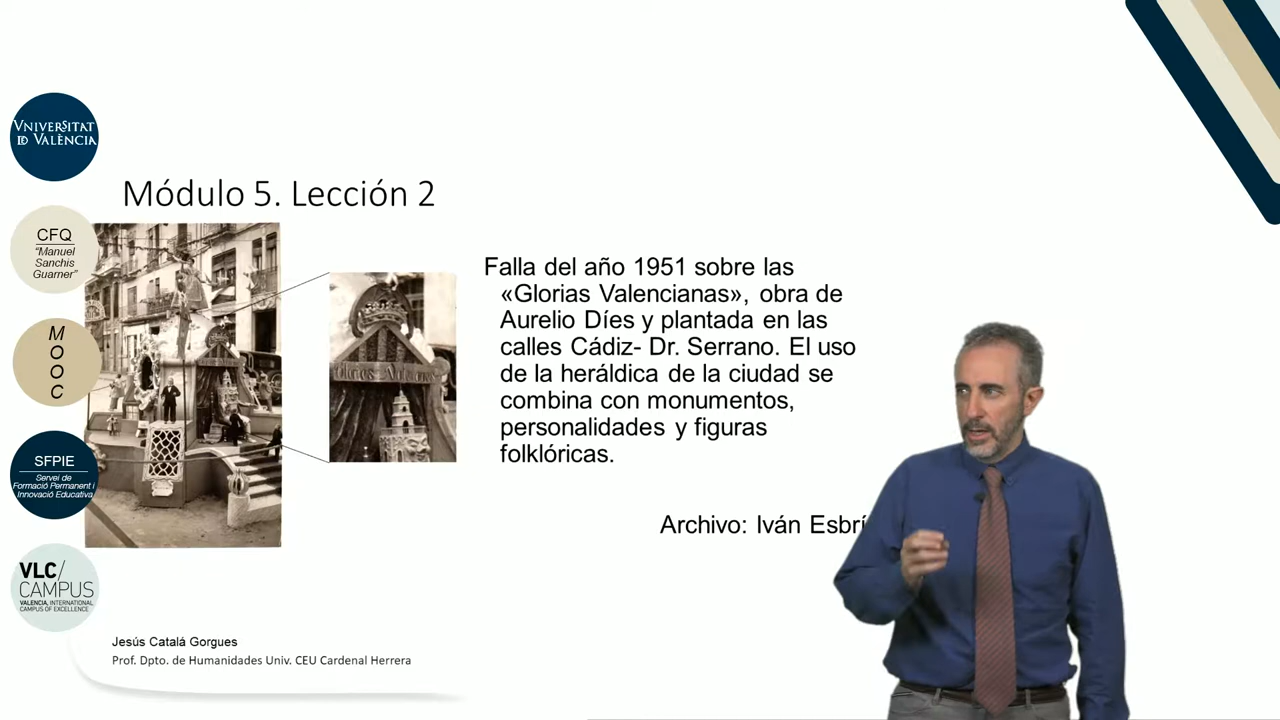 VNIVERSITAT
ID VALÈNCIA
CFQ
“Manuel
Sanchis
Guarner”
M
O
O
C
SFPIE
Servei de
Formació Permanent i
Innovació Educativa
VLC/
CAMPUS
VALENCIA, INTERNATIONAL
CAMPUS OF EXCELLENCE
Módulo 5. Lección 2
Falla del año 1951 sobre las
«Glorias Valencianas», obra de
Aurelio Díes y plantada en las
calles Cádiz- Dr. Serrano. El uso
de la heráldica de la ciudad se
combina con monumentos,
personalidades y figuras
folklóricas.
Archivo: Iván Esbrí
Jesús Catalá Gorgues
Prof. Dpto. de Humanidades Univ. CEU Cardenal Herrera